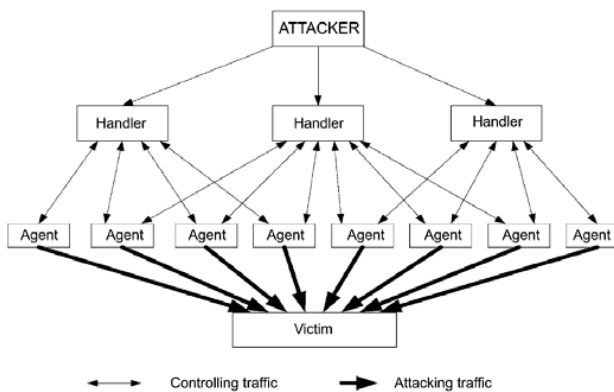 ATTACKER
Handler Handler Handler
Agent Agent Agent Agent Agent Agent Agent Agent
Victim
Controlling traffic Attacking traffic